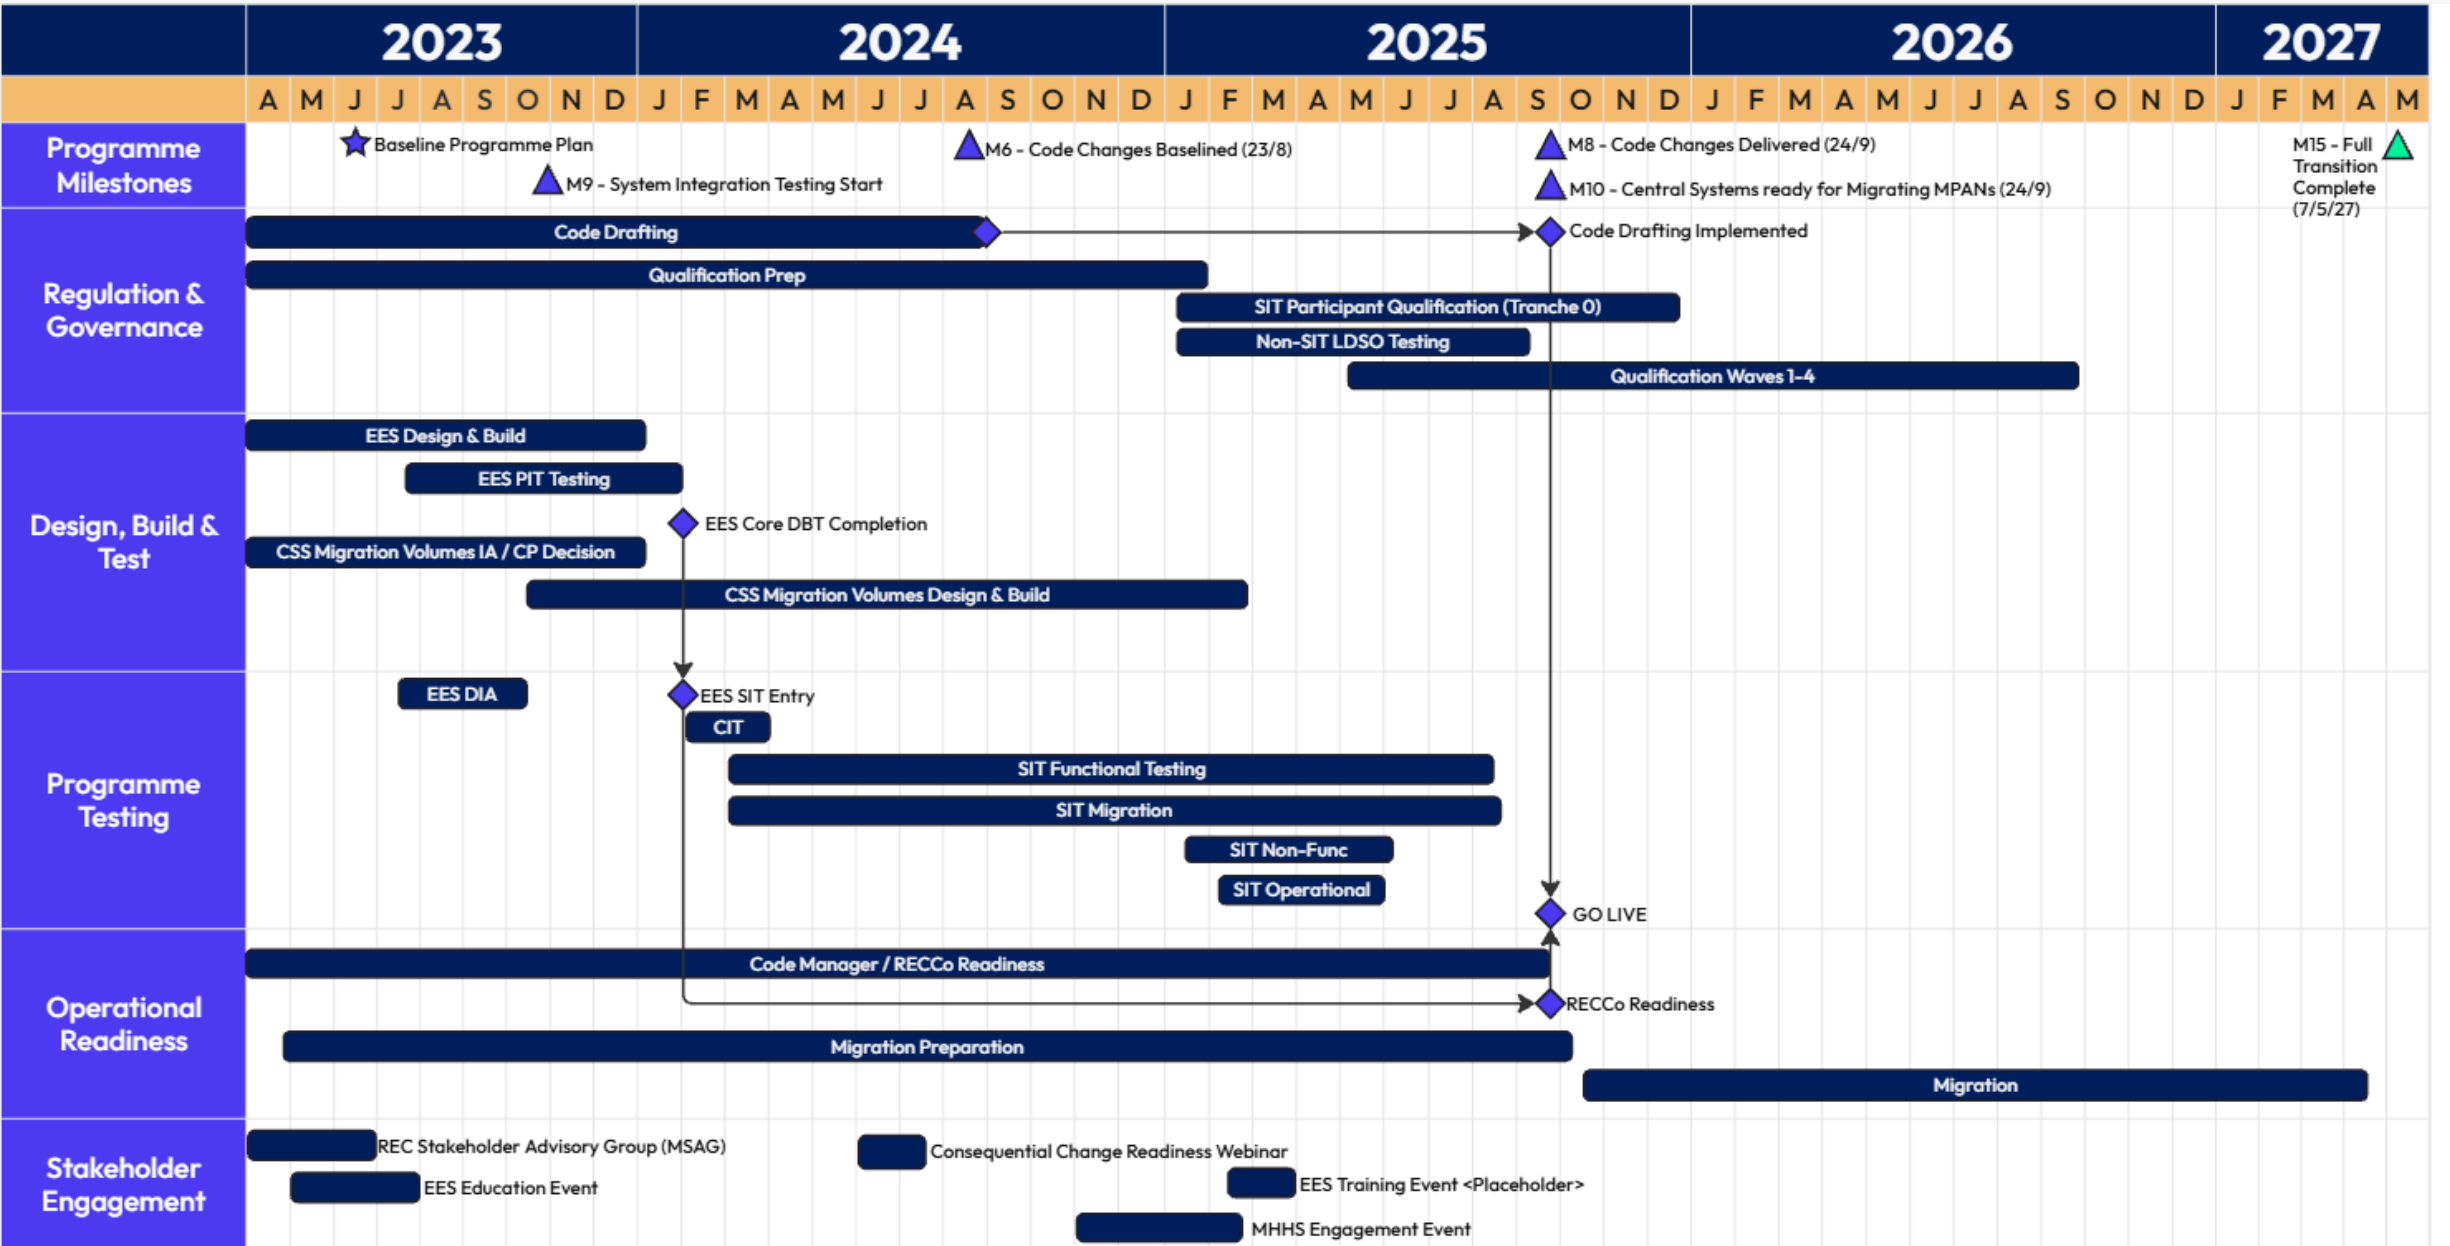 2023 2024 2025 2026 2027
A M J J A S O N D J F M A M J J A S O N D J F M A M J J A S O N D J F M A M J J A S O N D J F M A M
Programme
Milestones
Baseline Programme Plan
M9 - System Integration Testing Start
M6 - Code Changes Baselined (23/8)
M8 - Code Changes Delivered (24/9)
M10 - Central Systems ready for Migrating MPANs (24/9)
M15 - Full
Transition
Complete
(7/5/27)
Regulation &
Governance
Code Drafting
Code Drafting Implemented
Qualification Prep
SIT Participant Qualification (Tranche 0)
Non-SIT LDSO Testing
Qualification Waves 1-4
Design, Build &
Test
EES Design & Build
EES PIT Testing
EES Core DBT Completion
CSS Migration Volumes IA / CP Decision
CSS Migration Volumes Design & Build
Programme
Testing
EES DIA
EES SIT Entry
CIT
SIT Functional Testing
SIT Migration
SIT Non-Func
SIT Operational
GO LIVE
Operational
Readiness
Code Manager / RECCo Readiness
RECCo Readiness
Migration Preparation
Migration
Stakeholder
Engagement
REC Stakeholder Advisory Group (MSAG)
Consequential Change Readiness Webinar
EES Education Event
EES Training Event <Placeholder>
MHHS Engagement Event